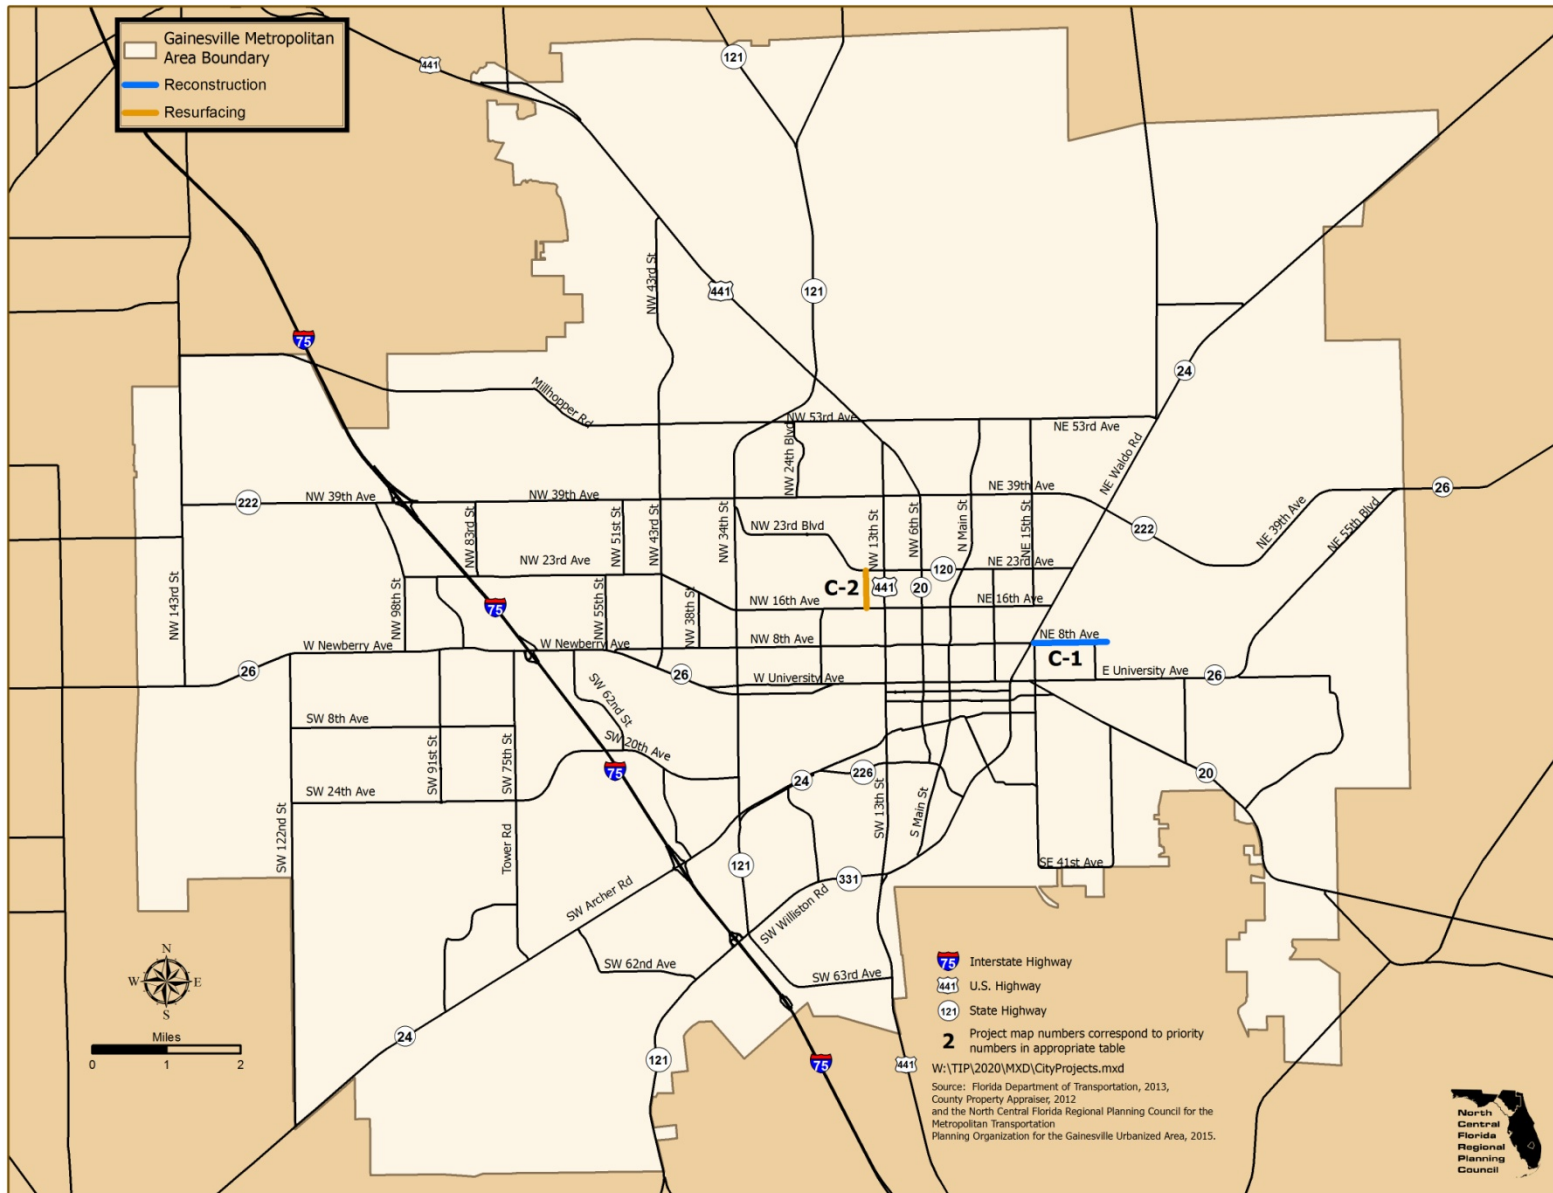 Gainesville Metropolitan
Area Boundary
Reconstruction
Resurfacing
441
121
NW 43rd St
441
121
75
24
Millhopper Rd
NW 53rd Ave
NE 53rd Ave
NW 24th Blvd
NE Waldo Rd
222
NW 39th Ave
NW 39th Ave
NE 39th Ave
26
222
NE 39th Ave
NE 55th Blvd
NW 83rd St
NW 51st St
NW 43rd St
NW 34th St
NW 23rd Blvd
NW 13th St
NW 6th St
N Main St
NE 15th St
NW 23rd Ave
120
NE 23rd Ave
NW 143rd St
NW 98th St
75
NW 55th St
NW 38th St
C-2
441
20
NW 16th Ave
NE 16th Ave
W Newberry Ave
W Newberry Ave
NW 8th Ave
NE 8th Ave
C-1
26
26
W University Ave
E University Ave
26
SW 62nd St
SW 8th Ave
SW 91st St
SW 75th St
SW 20th Ave
75
24
226
20
SW 24th Ave
SW 122nd St
SW 13th St
S Main St
Tower Rd
121
331
SE 41st Ave
SW Archer Rd
SW Williston Rd
SW 62nd Ave
SW 63rd Ave
24
121
75
441
N
W
E
S
Miles
0 1 2
75 Interstate Highway
441 U.S. Highway
121 State Highway
2 Project map numbers correspond to priority
numbers in appropriate table
W:\TIP\2020\MXD\CityProjects.mxd
Source: Florida Department of Transportation, 2013,
County Property Appraiser, 2012
and the North Central Florida Regional Planning Council for the
Metropolitan Transportation
Planning Organization for the Gainesville Urbanized Area, 2015.
North
Central
Florida
Regional
Planning
Council